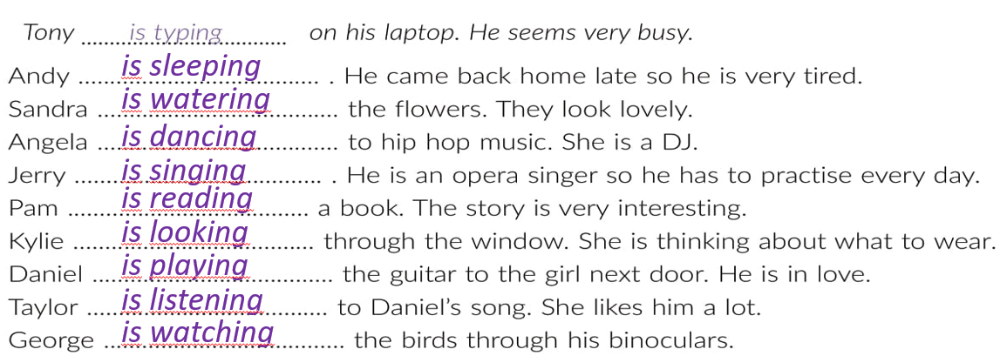 Tony ..... is typing ..... on his laptop. He seems very busy.
Andy ..... is sleeping ..... . He came back home late so he is very tired.
Sandra ..... is watering ..... the flowers. They look lovely.
Angela ..... is dancing ..... to hip hop music. She is a DJ.
Jerry ..... is singing ..... . He is an opera singer so he has to practise every day.
Pam ..... is reading ..... a book. The story is very interesting.
Kylie ..... is looking ..... through the window. She is thinking about what to wear.
Daniel ..... is playing ..... the guitar to the girl next door. He is in love.
Taylor ..... is listening ..... to Daniel's song. She likes him a lot.
George ..... is watching ..... the birds through his binoculars.